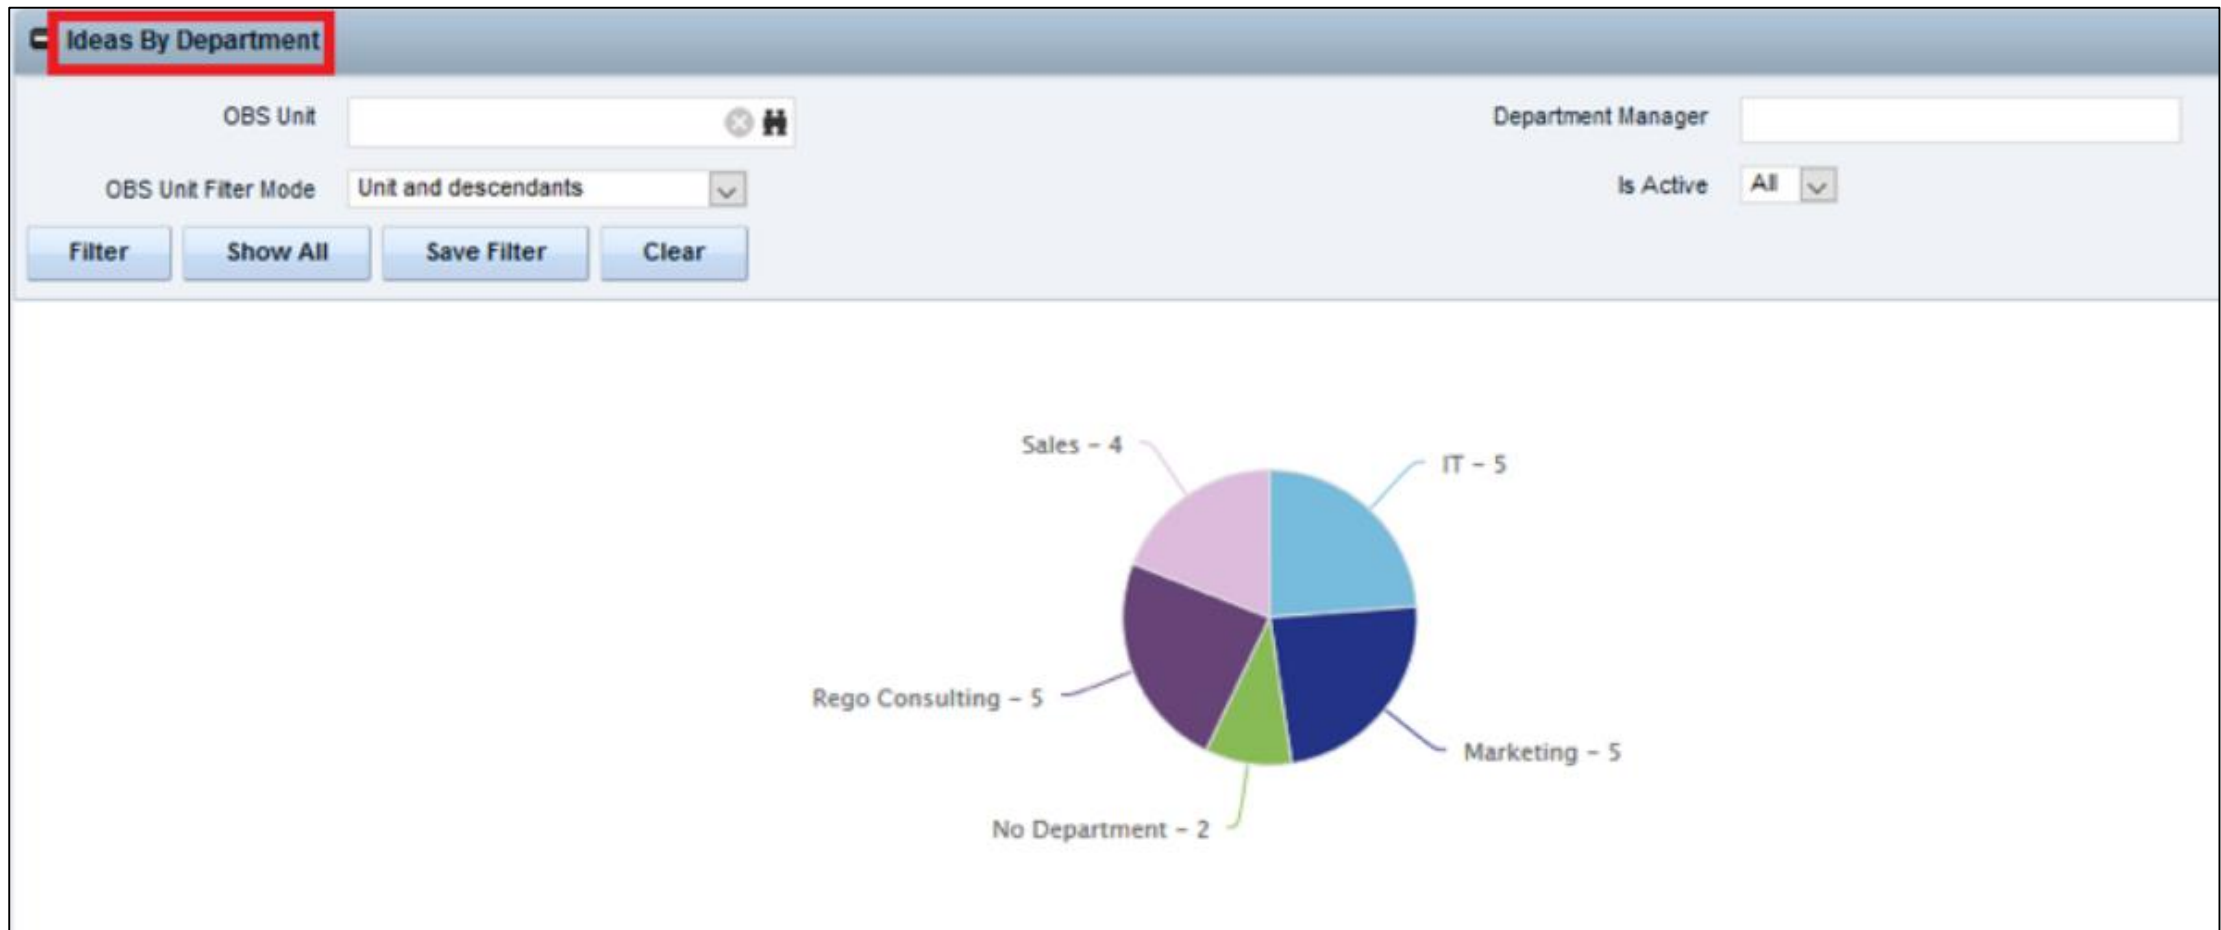 Ideas By Department
OBS Unit
Department Manager
OBS Unit Filter Mode Unit and descendants
Is Active All
Filter Show All Save Filter Clear
Sales – 4
IT – 5
Rego Consulting – 5
Marketing – 5
No Department – 2